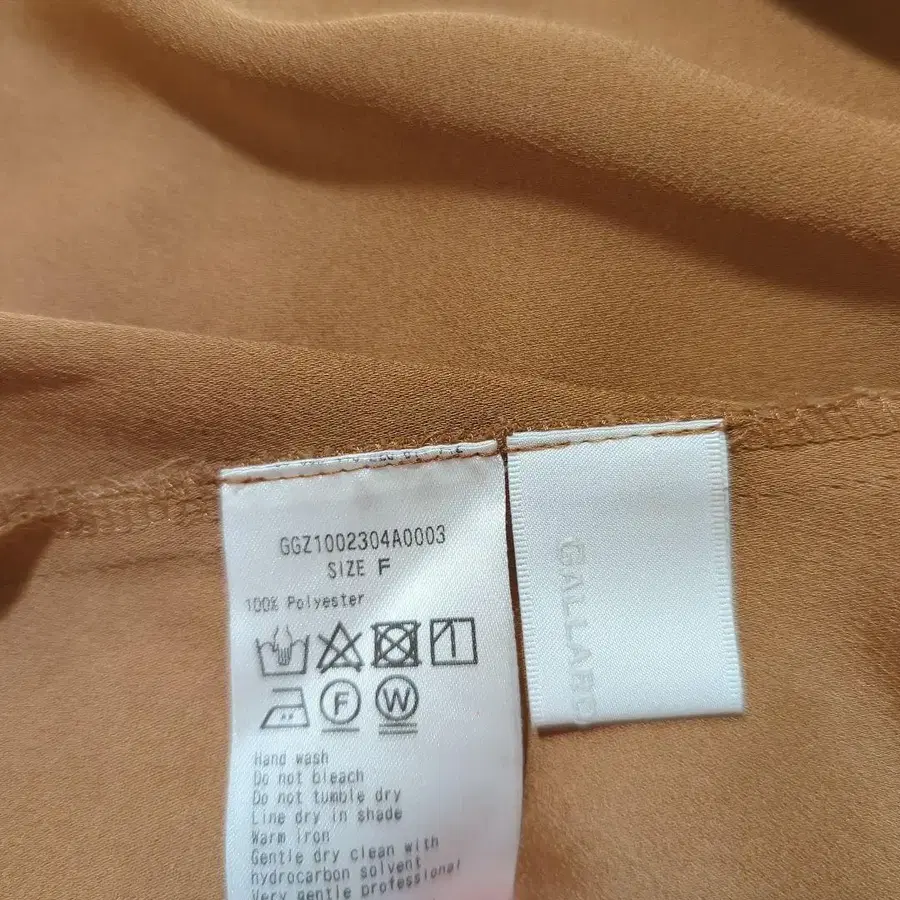 GGZ1002304A0003
SIZE F
100% Polyester
F W
Hand wash
Do not bleach
Do not tumble dry
Line dry in shade
Warm iron
Gentle dry clean with
hydrocarbon solvent
Very gentle professional
GALLARD